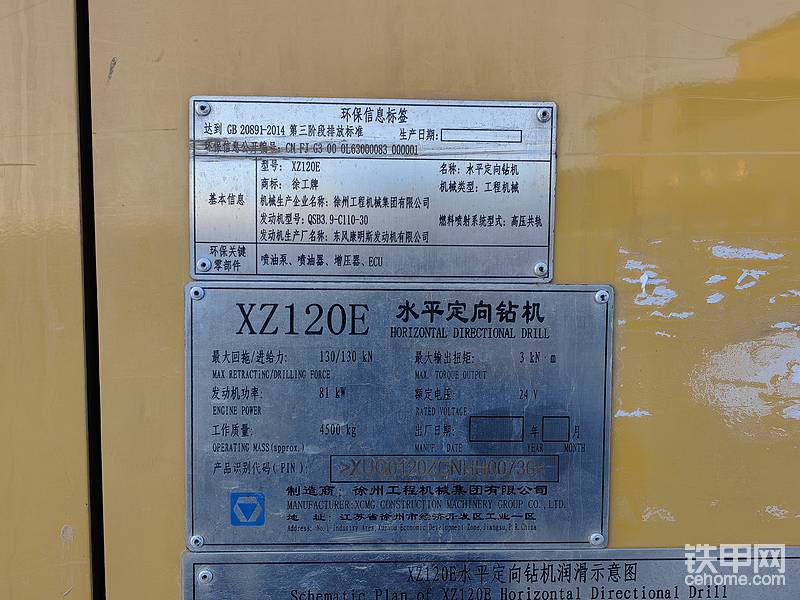 环保信息标签
达到 GB 20891-2014 第三阶段排放标准 生产日期:
环保信息公开编号: CN FJ G3 00 0L63000083 000001
型号: XZ120E 名称: 水平定向钻机
商标: 徐工牌 机械类型: 工程机械
基本信息 机械生产企业名称: 徐州工程机械集团有限公司
发动机型号: QSB3.9-C110-30 燃料喷射系统型式: 高压共轨
发动机生产厂名称: 东风康明斯发动机有限公司
环保关键
零部件 喷油泵、喷油器、增压器、ECU
XZ120E 水平定向钻机
HORIZONTAL DIRECTIONAL DRILL
最大回拖/进给力: 130/130 kN 最大输出扭矩: 3 kN·m
MAX RETRACTING/DRILLING FORCE MAX. TORQUE OUTPUT
发动机功率: 81 kW 额定电压: 24 V
ENGINE POWER RATED VOLTAGE
工作质量: 4500 kg 出厂日期: 年 月
OPERATING MASS(approx.) MANUF. DATE YEAR MONTH
产品识别代码(PIN):
制造商: 徐州工程机械集团有限公司
MANUFACTURER:XCMG CONSTRUCTION MACHINERY GROUP CO., LTD.
地 址: 江苏省徐州市经济开发区工业一区
Address: No.1 Industry Area, Xuzhou Economic Development Zone, Jiangsu, P.R. China
XZ120E水平定向钻机润滑示意图
Schematic Plan of XZ120E Horizontal Directional Drill
铁甲网
cehome.com